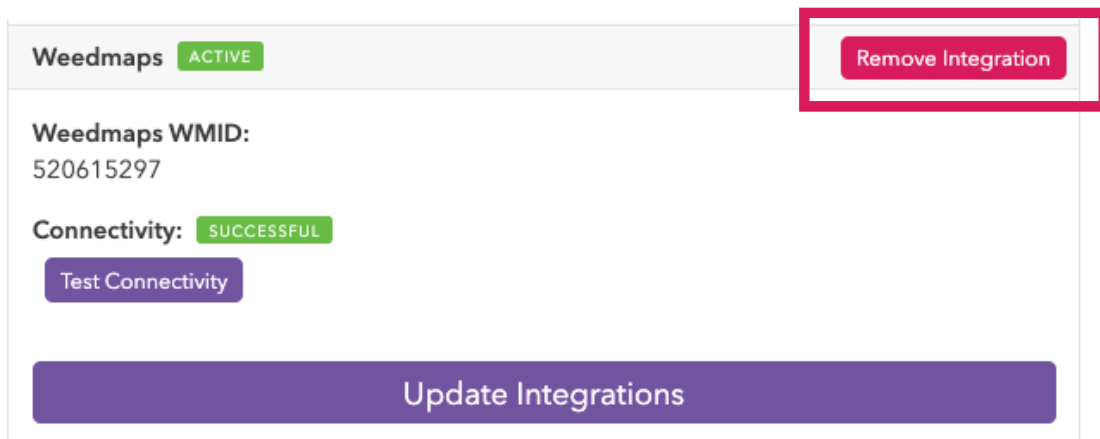 Weedmaps ACTIVE Remove Integration
Weedmaps WMID:
520615297
Connectivity: SUCCESSFUL
Test Connectivity
Update Integrations